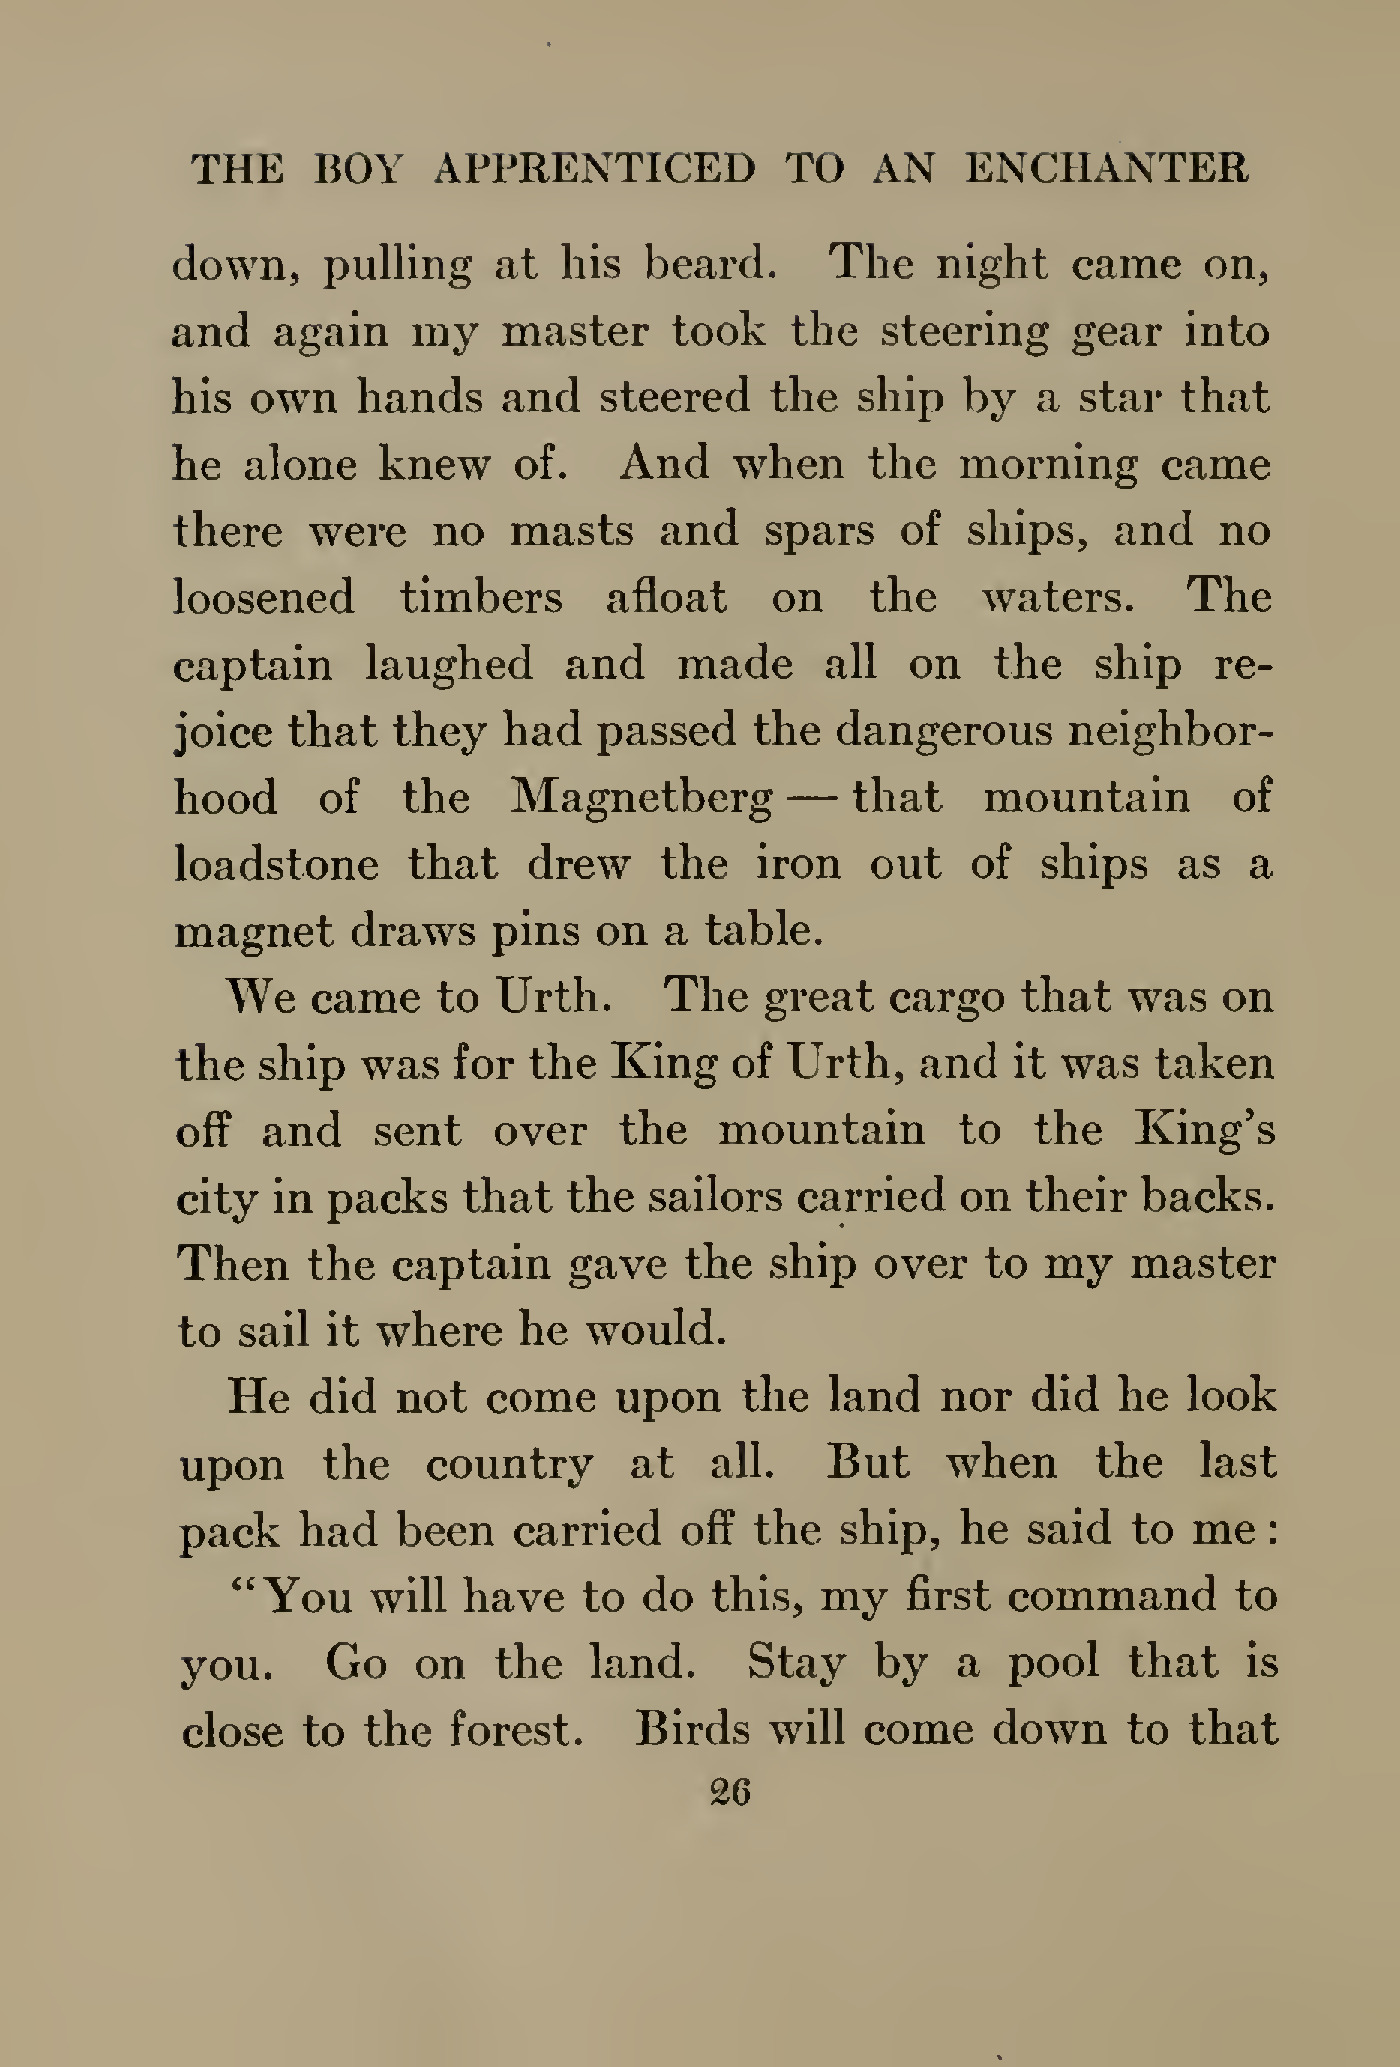 THE BOY APPRENTICED TO AN ENCHANTER
down, pulling at his beard. The night came on,
and again my master took the steering gear into
his own hands and steered the ship by a star that
he alone knew of. And when the morning came
there were no masts and spars of ships, and no
loosened timbers afloat on the waters. The
captain laughed and made all on the ship re-
joice that they had passed the dangerous neighbor-
hood of the Magnetberg — that mountain of
loadstone that drew the iron out of ships as a
magnet draws pins on a table.
We came to Urth. The great cargo that was on
the ship was for the King of Urth, and it was taken
off and sent over the mountain to the King's
city in packs that the sailors carried on their backs.
Then the captain gave the ship over to my master
to sail it where he would.
He did not come upon the land nor did he look
upon the country at all. But when the last
pack had been carried off the ship, he said to me:
"You will have to do this, my first command to
you. Go on the land. Stay by a pool that is
close to the forest. Birds will come down to that
26